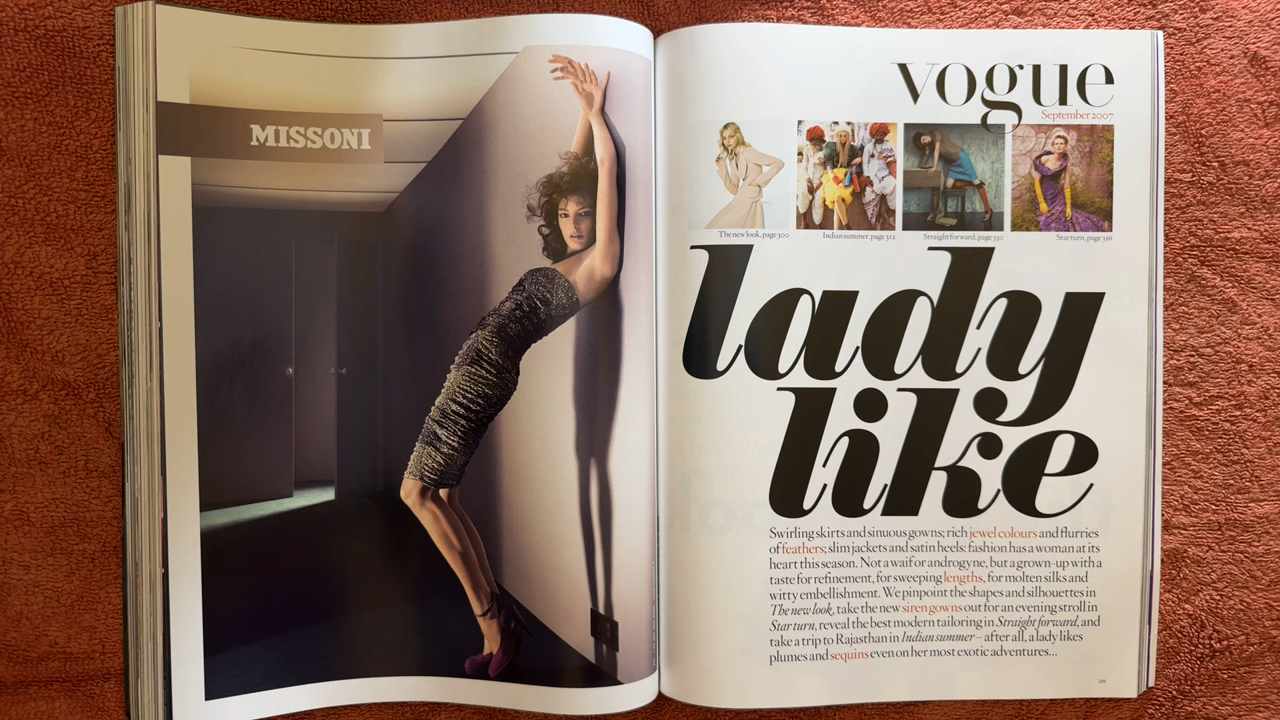 MISSONI
vogue
September 2007
The new look, page 300
Indian summer, page 312
Straight forward, page 330
Star turn, page 356
lady
like
Swirling skirts and sinuous gowns; rich jewel colours and flurries
of feathers; slim jackets and satin heels: fashion has a woman at its
heart this season. Not a waif or androgyne, but a grown-up with a
taste for refinement, for sweeping lengths, for molten silks and
witty embellishment. We pinpoint the shapes and silhouettes in
The new look, take the new siren gowns out for an evening stroll in
Star turn, reveal the best modern tailoring in Straight forward, and
take a trip to Rajasthan in Indian summer – after all, a lady likes
plumes and sequins even on her most exotic adventures...